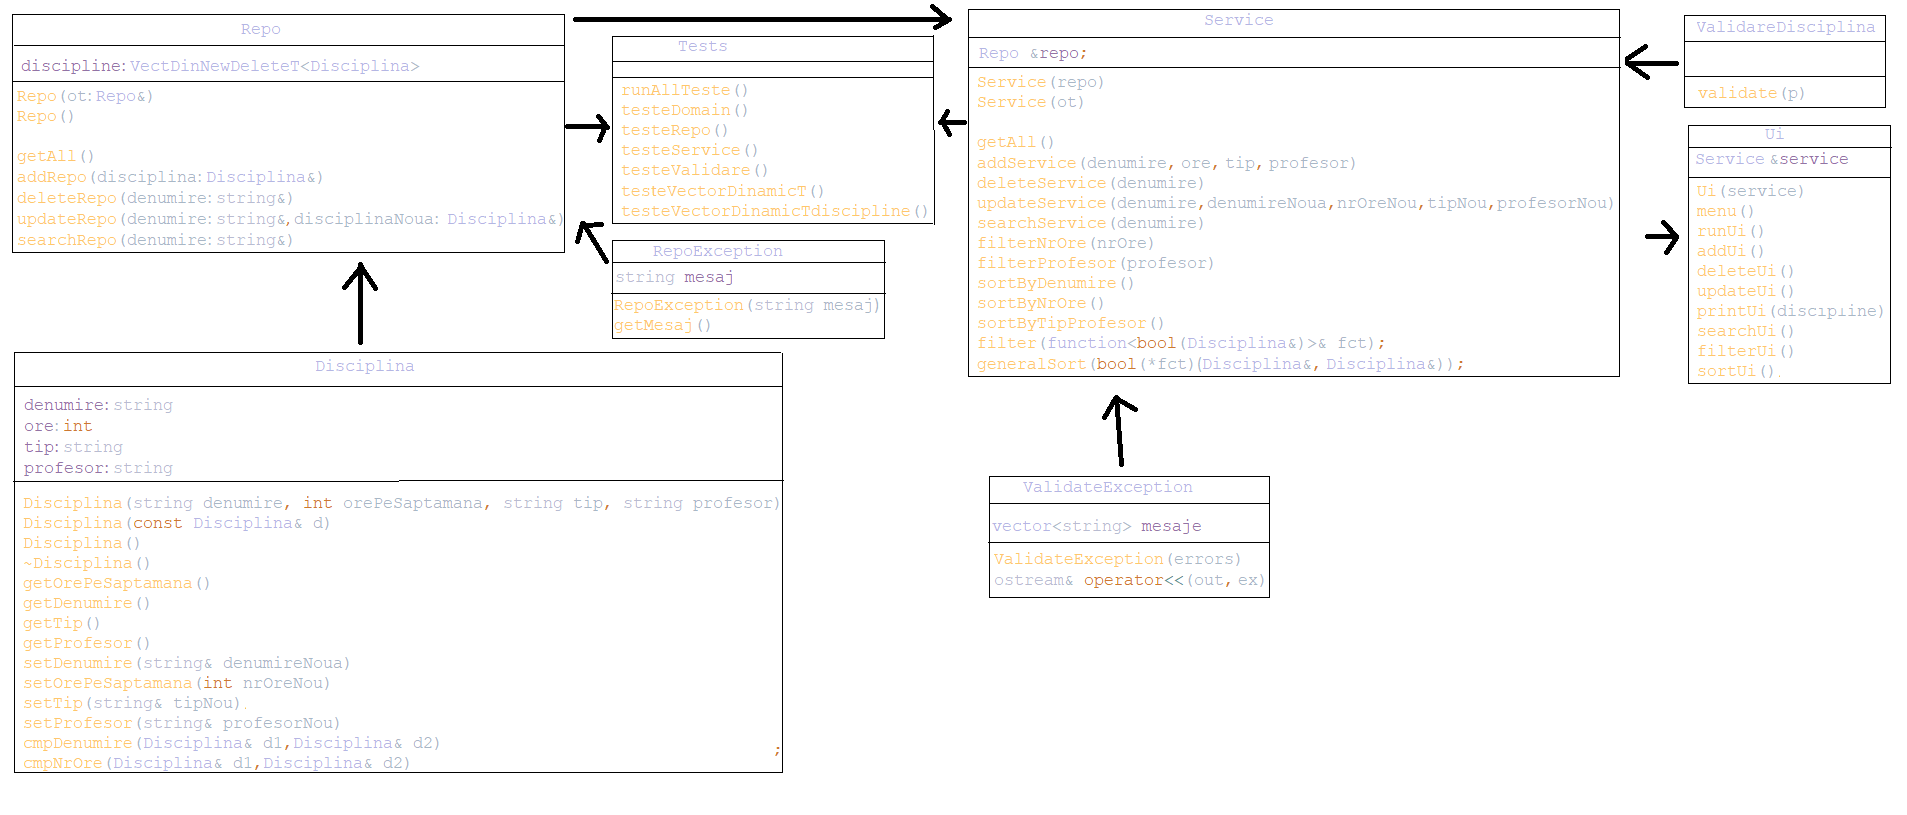 Repo
discipline:VectDinNewDeleteT<Disciplina>
Repo(ot:Repo&)
Repo()
getAll()
addRepo(disciplina:Disciplina&)
deleteRepo(denumire:string&)
updateRepo(denumire:string&,disciplinaNoua: Disciplina&)
searchRepo(denumire:string&)
Tests
runAllTeste()
testeDomain()
testeRepo()
testeService()
testeValidare()
testeVectorDinamicT()
testeVectorDinamicTdiscipline()
RepoException
string mesaj
RepoException(string mesaj)
getMesaj()
Service
Repo &repo;
Service(repo)
Service(ot)
getAll()
addService(denumire, ore, tip, profesor)
deleteService(denumire)
updateService(denumire,denumireNoua,nrOreNou,tipNou,profesorNou)
searchService(denumire)
filterNrOre(nrOre)
filterProfesor(profesor)
sortByDenumire()
sortByNrOre()
sortByTipProfesor()
filter(function<bool(Disciplina&)>& fct);
generalSort(bool(*fct)(Disciplina&, Disciplina&));
ValidareDisciplina
validate(p)
Ui
Service &service
Ui(service)
menu()
runUi()
addUi()
deleteUi()
updateUi()
printUi(discipline)
searchUi()
filterUi()
sortUi().
Disciplina
denumire:string
ore:int
tip:string
profesor:string
Disciplina(string denumire, int orePeSaptamana, string tip, string profesor)
Disciplina(const Disciplina& d)
Disciplina()
~Disciplina()
getOrePeSaptamana()
getDenumire()
getTip()
getProfesor()
setDenumire(string& denumireNoua)
setOrePeSaptamana(int nrOreNou)
setTip(string& tipNou).
setProfesor(string& profesorNou)
cmpDenumire(Disciplina& d1,Disciplina& d2)
;
cmpNrOre(Disciplina& d1,Disciplina& d2)
ValidateException
vector<string> mesaje
ValidateException(errors)
ostream& operator<<(out, ex)